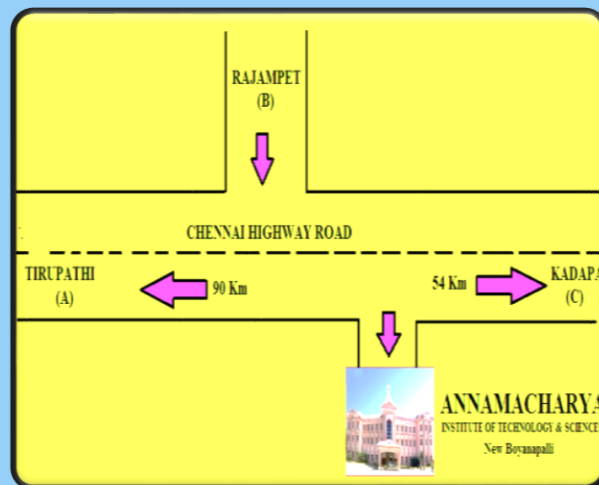 RAJAMPET
(B)
CHENNAI HIGHWAY ROAD
TIRUPATHI
(A)
90 Km
54 Km
KADAPA
(C)
ANNAMACHARYA
INSTITUTE OF TECHNOLOGY & SCIENCE
New Boyanapalli